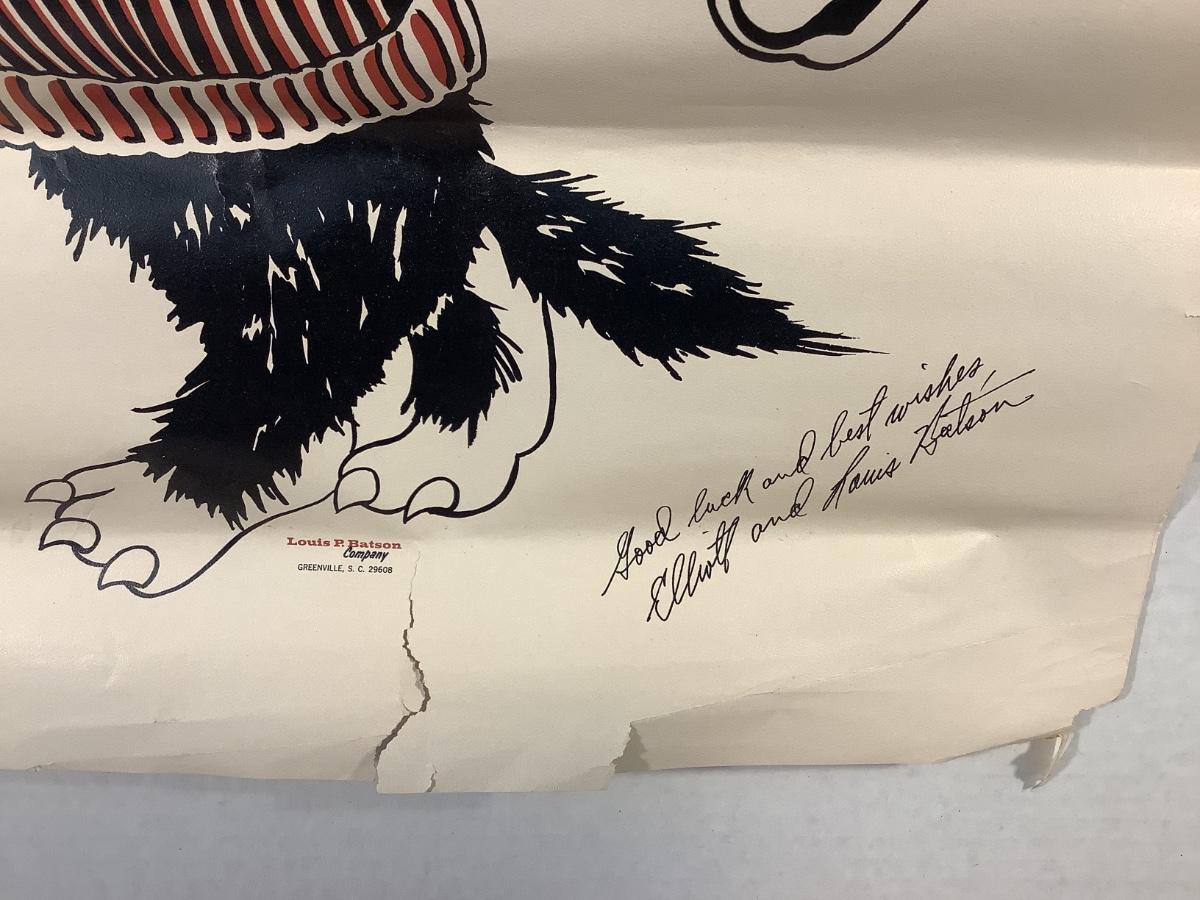 Louis P. Batson
Company
GREENVILLE, S. C. 29608
Good luck and best wishes,
Elliott and Louis Batson